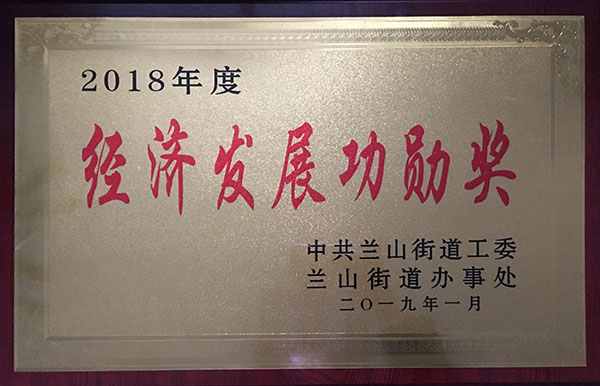 2018年度
经济发展功勋奖
中共兰山街道工委
兰山街道办事处
二〇一九年一月